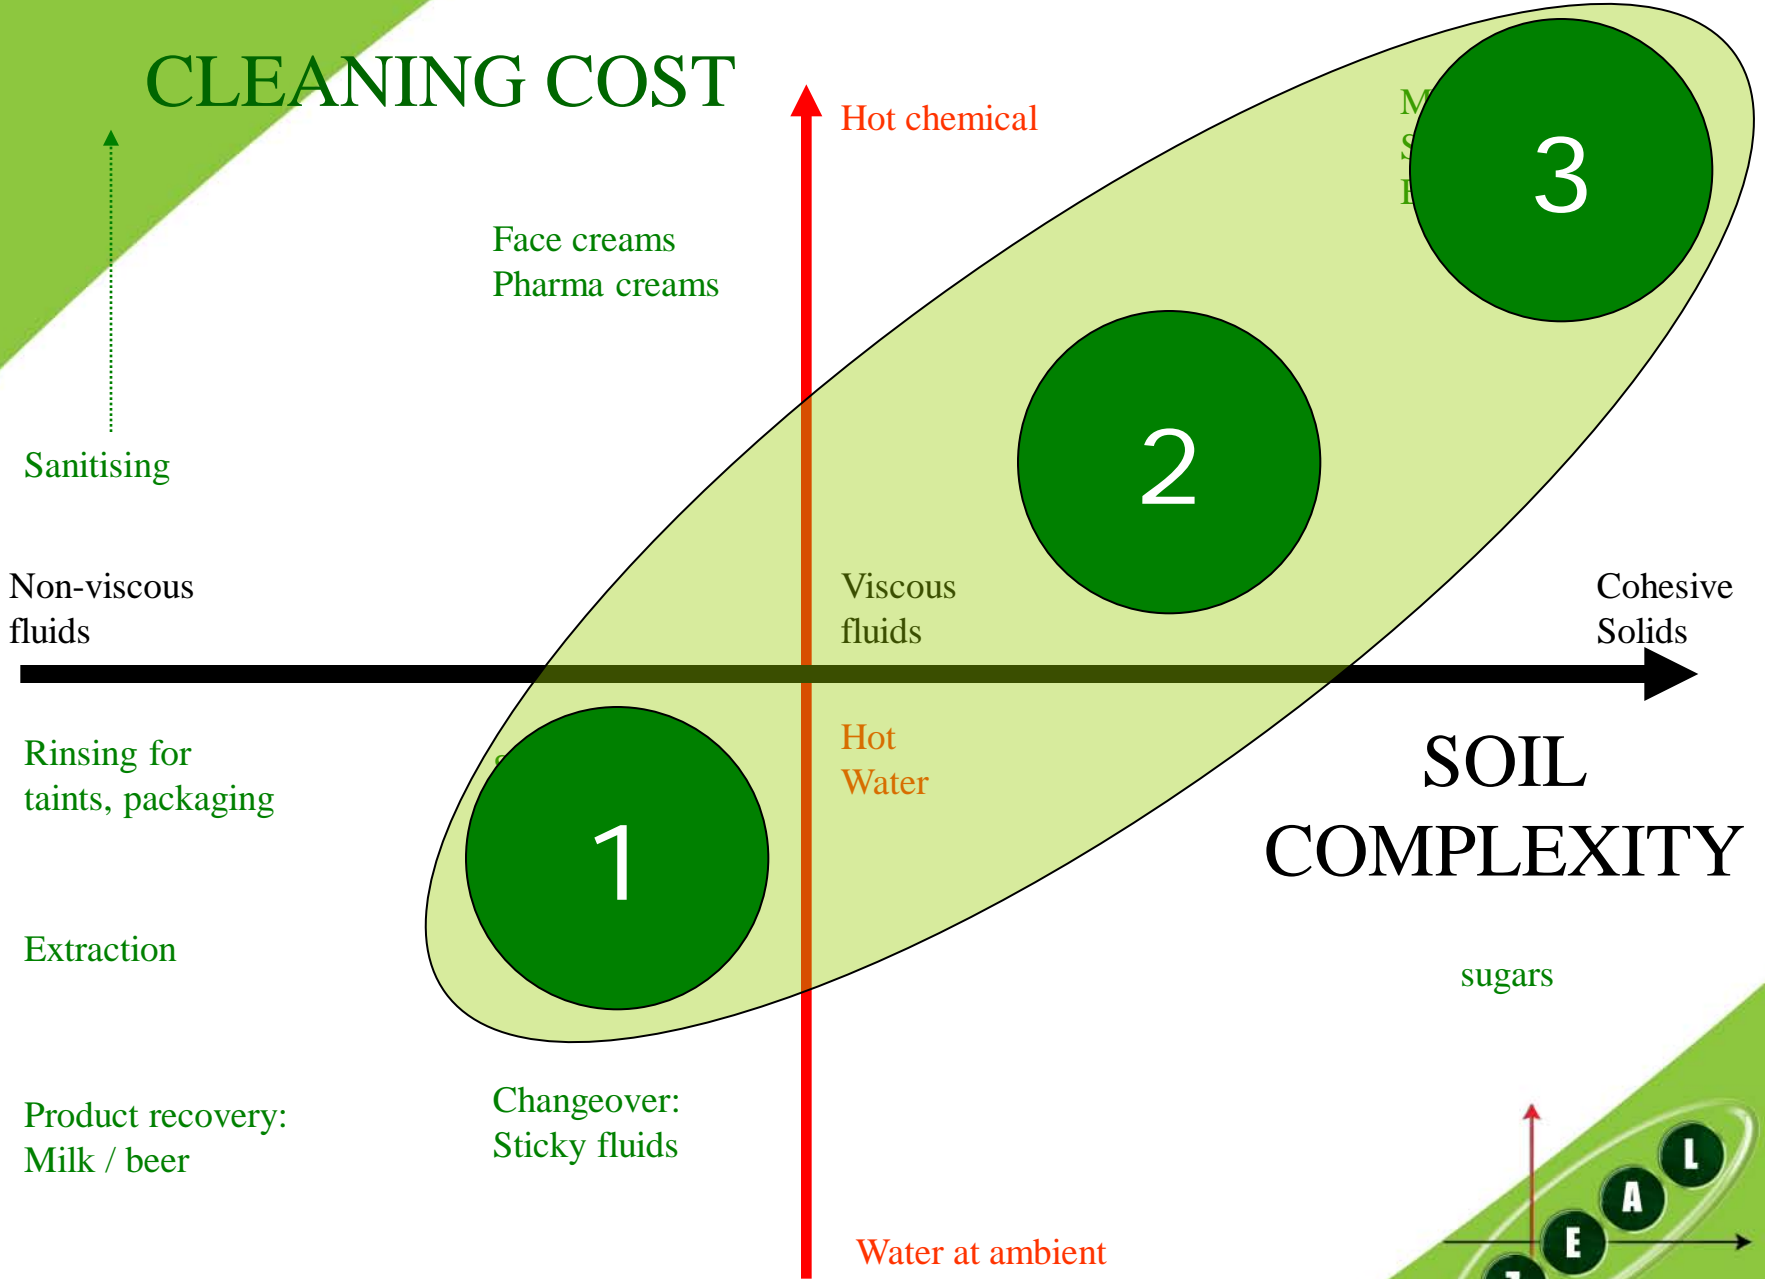 CLEANING COST
Hot chemical
3
Face creams
Pharma creams
2
Sanitising
Non-viscous
fluids
Viscous
fluids
Cohesive
Solids
Rinsing for
taints, packaging
Hot
Water
SOIL
COMPLEXITY
1
Extraction
sugars
Product recovery:
Milk / beer
Changeover:
Sticky fluids
L
A
E
Water at ambient